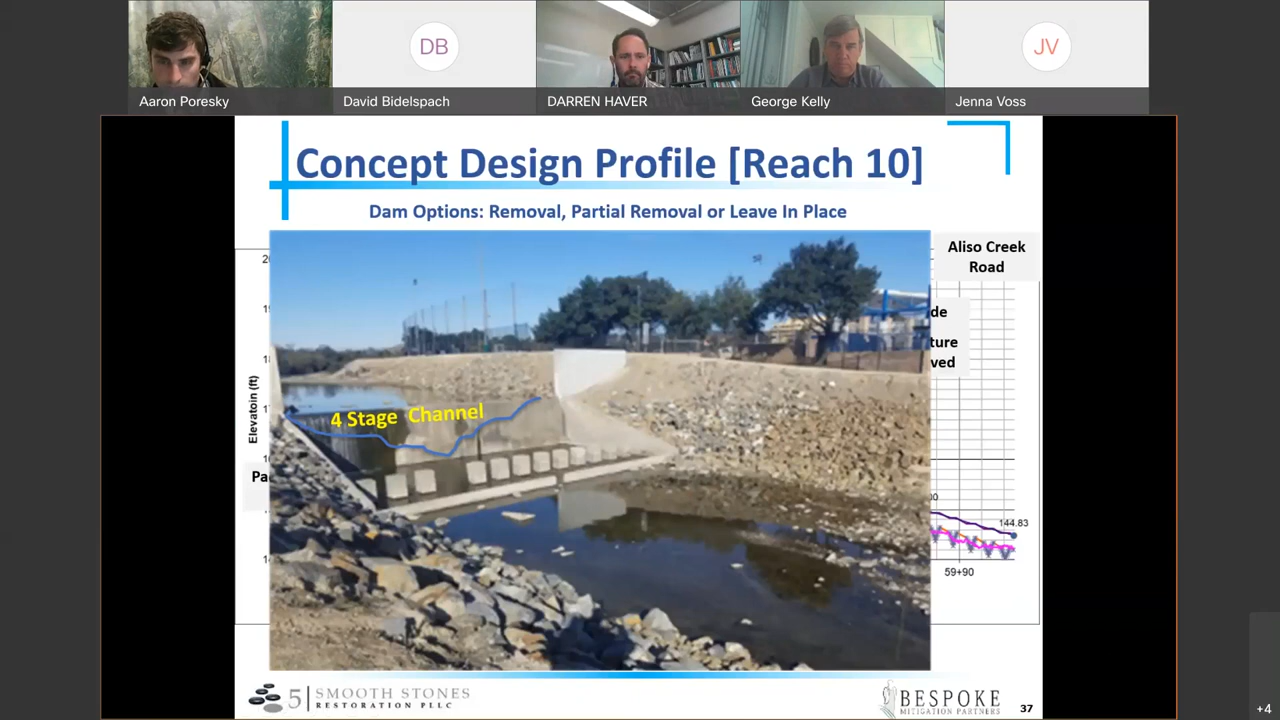 DB
JV
Aaron Poresky
David Bidelspach
DARREN HAVER
George Kelly
Jenna Voss
Concept Design Profile [Reach 10]
Dam Options: Removal, Partial Removal or Leave In Place
Aliso Creek
Road
Elevatoin (ft)
4 Stage Channel
144.83
59+90
5 SMOOTH STONES
RESTORATION PLLC
BESPOKE
MITIGATION PARTNERS
37
+4